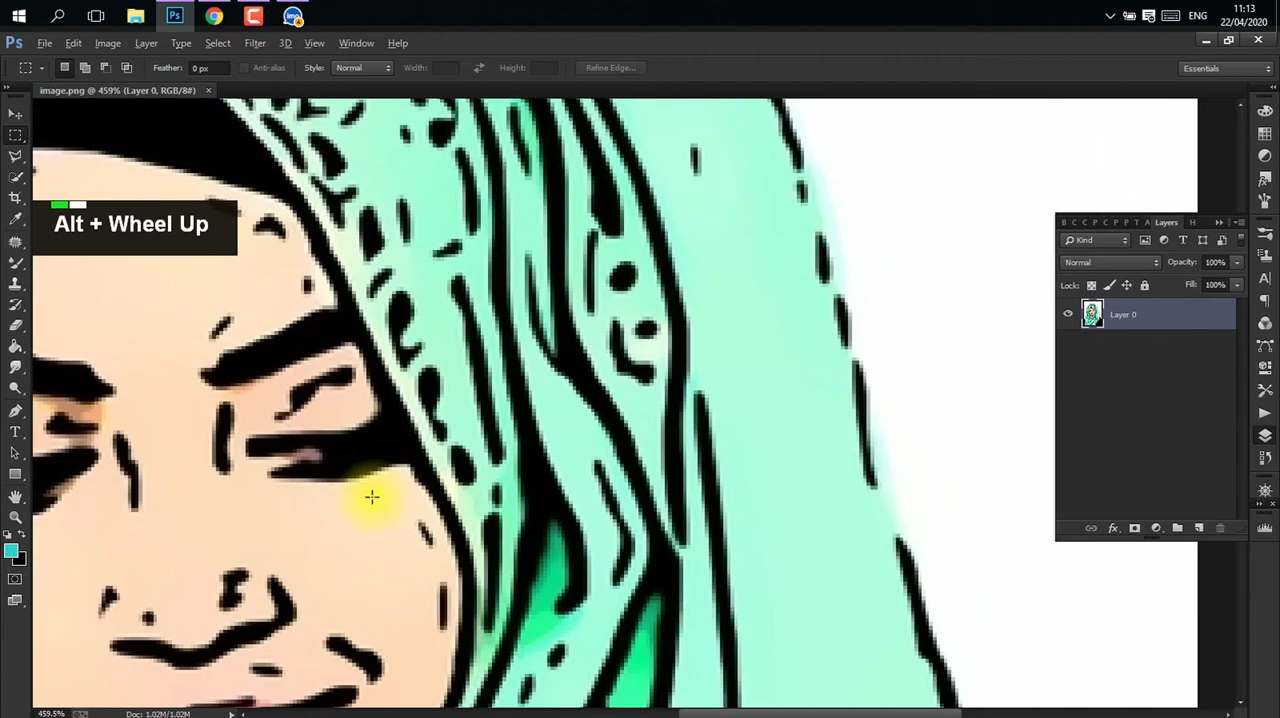 11:13
ENG
22/04/2020
Ps
File Edit Image Layer Type Select Filter 3D View Window Help
Feather: 0 px Anti-alias Style: Normal Width: Height: Refine Edge... Essentials
image.png @ 459% (Layer 0, RGB/8#) ×
Alt + Wheel Up
B C C P C P P T A Layers H
Kind
Normal Opacity: 100%
Lock: Fill: 100%
Layer 0
459.5% Doc: 1.02M/1.02M